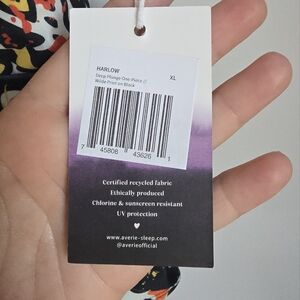 HARLOW
XL
Deep Plunge One-Piece //
Wilde Print on Black
7 45808 43626 1
Certified recycled fabric
Ethically produced
Chlorine & sunscreen resistant
UV protection
www.averie-sleep.com
@averieofficial